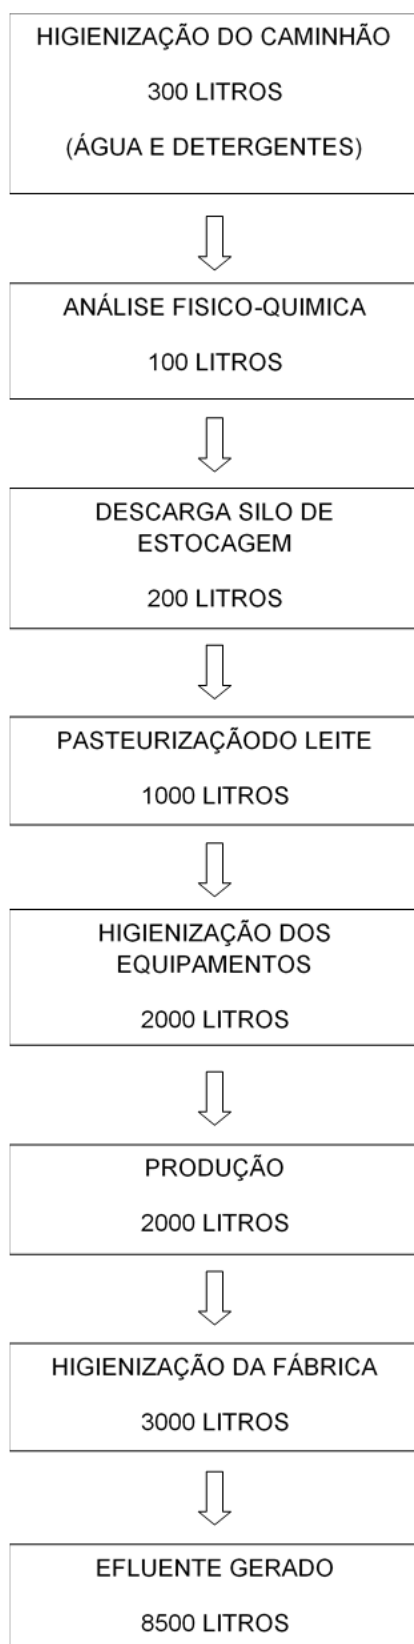 HIGIENIZAÇÃO DO CAMINHÃO
300 LITROS
(ÁGUA E DETERGENTES)
ANÁLISE FISICO-QUIMICA
100 LITROS
DESCARGA SILO DE
ESTOCAGEM
200 LITROS
PASTEURIZAÇÃODO LEITE
1000 LITROS
HIGIENIZAÇÃO DOS
EQUIPAMENTOS
2000 LITROS
PRODUÇÃO
2000 LITROS
HIGIENIZAÇÃO DA FÁBRICA
3000 LITROS
EFLUENTE GERADO
8500 LITROS